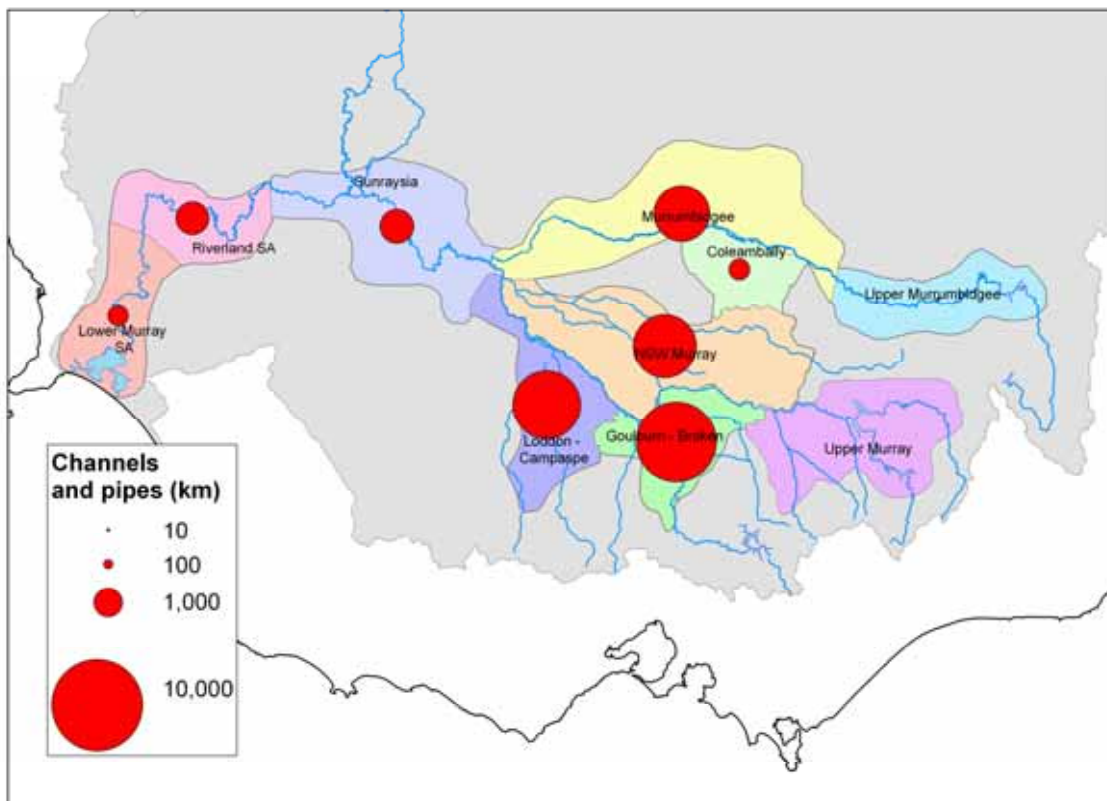 Sunraysia
Murrumbidgee
Riverland SA
Coleambally
Upper Murrumbidgee
Lower Murray
SA
NSW Murray
Loddon -
Campaspe
Goulburn - Broken
Upper Murray
Channels
and pipes (km)
10
100
1,000
10,000